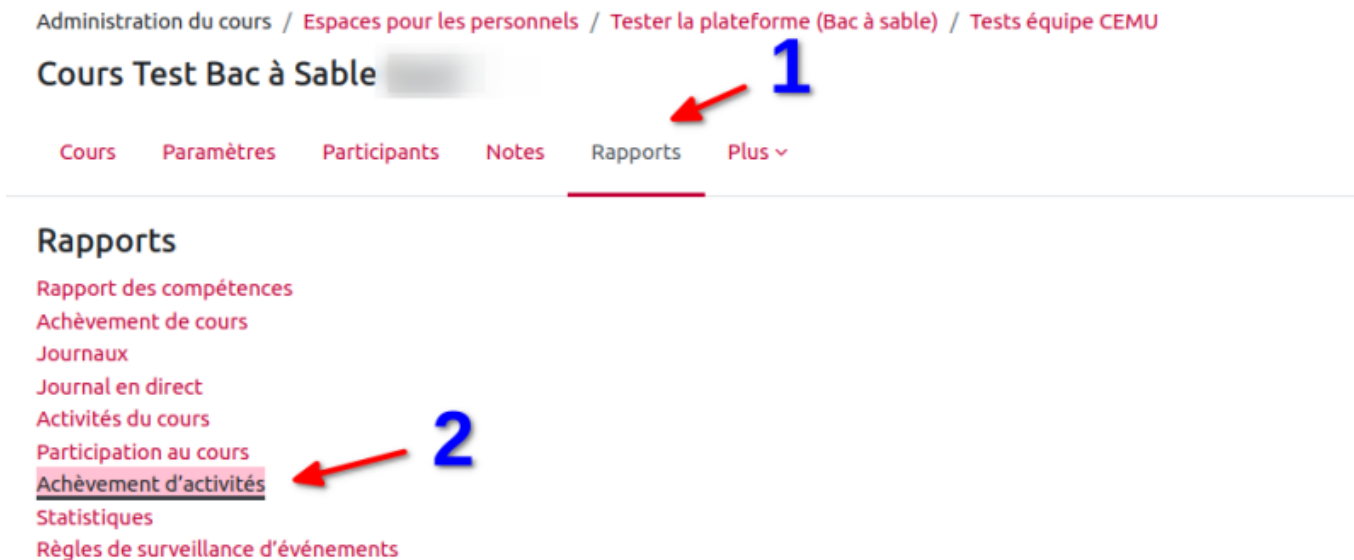 Administration du cours / Espaces pour les personnels / Tester la plateforme (Bac à sable) / Tests équipe CEMU
1
Cours Test Bac à Sable
Cours Paramètres Participants Notes Rapports Plus
Rapports
Rapport des compétences
Achèvement de cours
Journaux
Journal en direct
Activités du cours
2
Participation au cours
Achèvement d'activités
Statistiques
Règles de surveillance d'événements